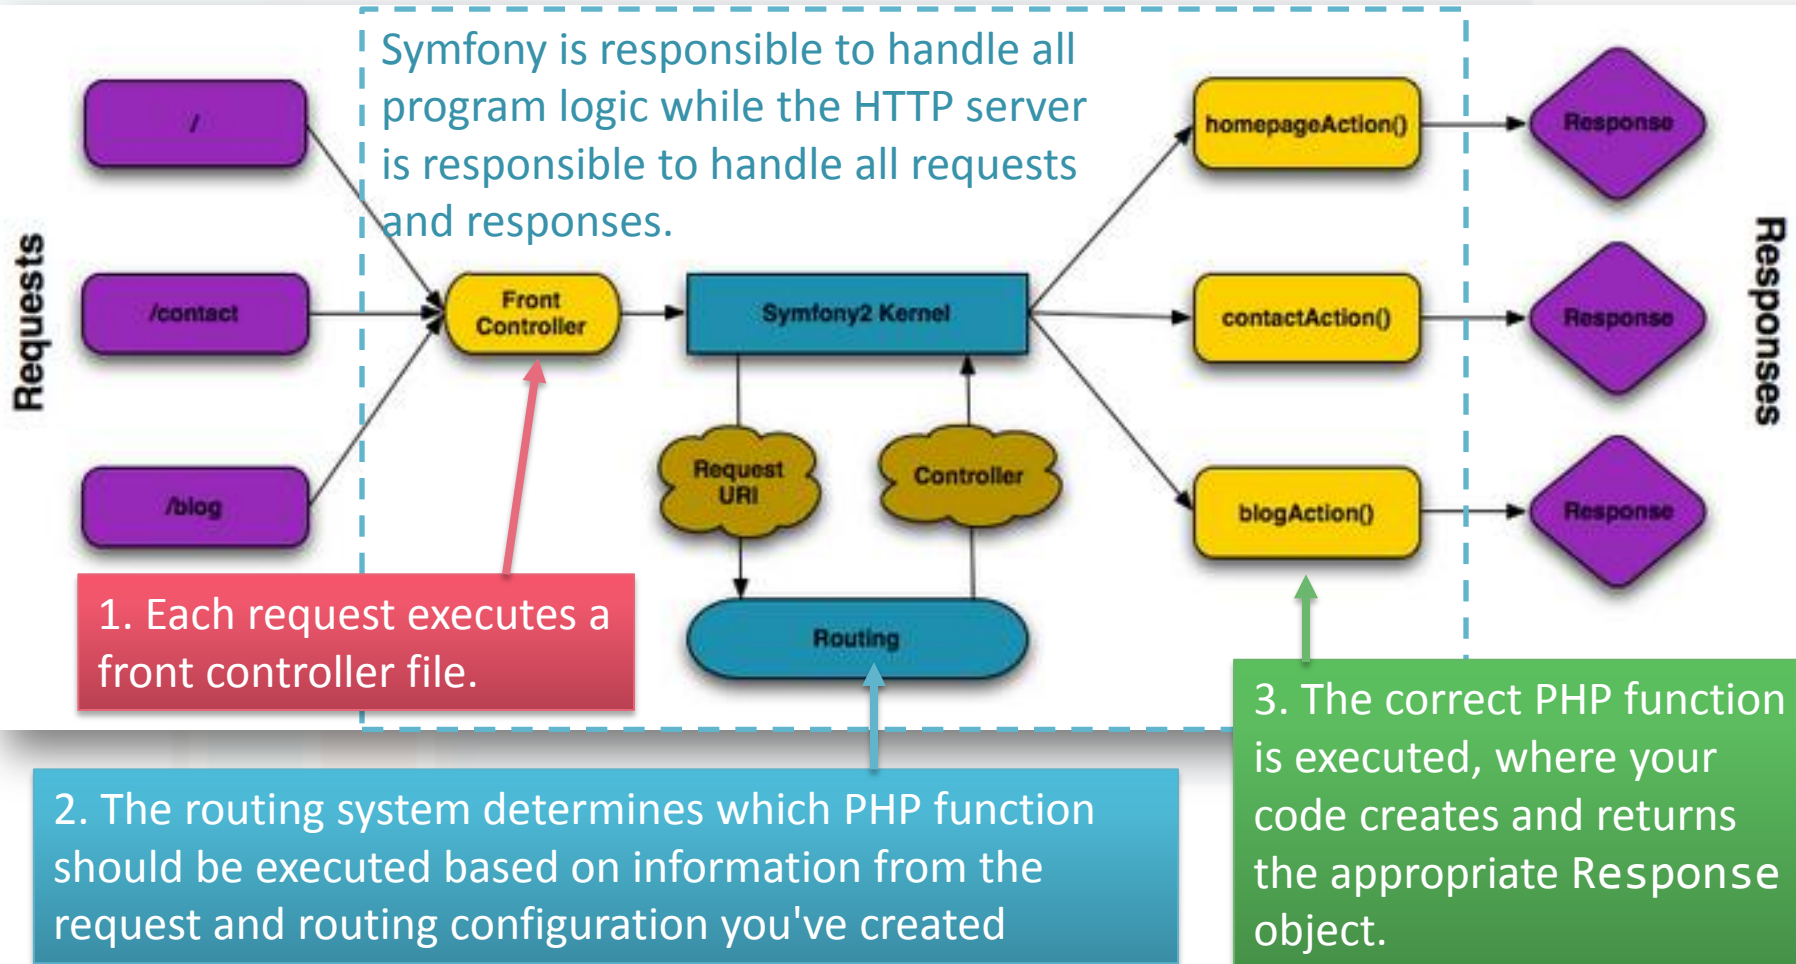 Symfony is responsible to handle all
program logic while the HTTP server
is responsible to handle all requests
and responses.
Requests
/
/contact
/blog
Front
Controller
Symfony2 Kernel
Request
URI
Controller
Routing
homepageAction()
contactAction()
blogAction()
Response
Response
Response
Responses
1. Each request executes a
front controller file.
2. The routing system determines which PHP function
should be executed based on information from the
request and routing configuration you've created
3. The correct PHP function
is executed, where your
code creates and returns
the appropriate Response
object.